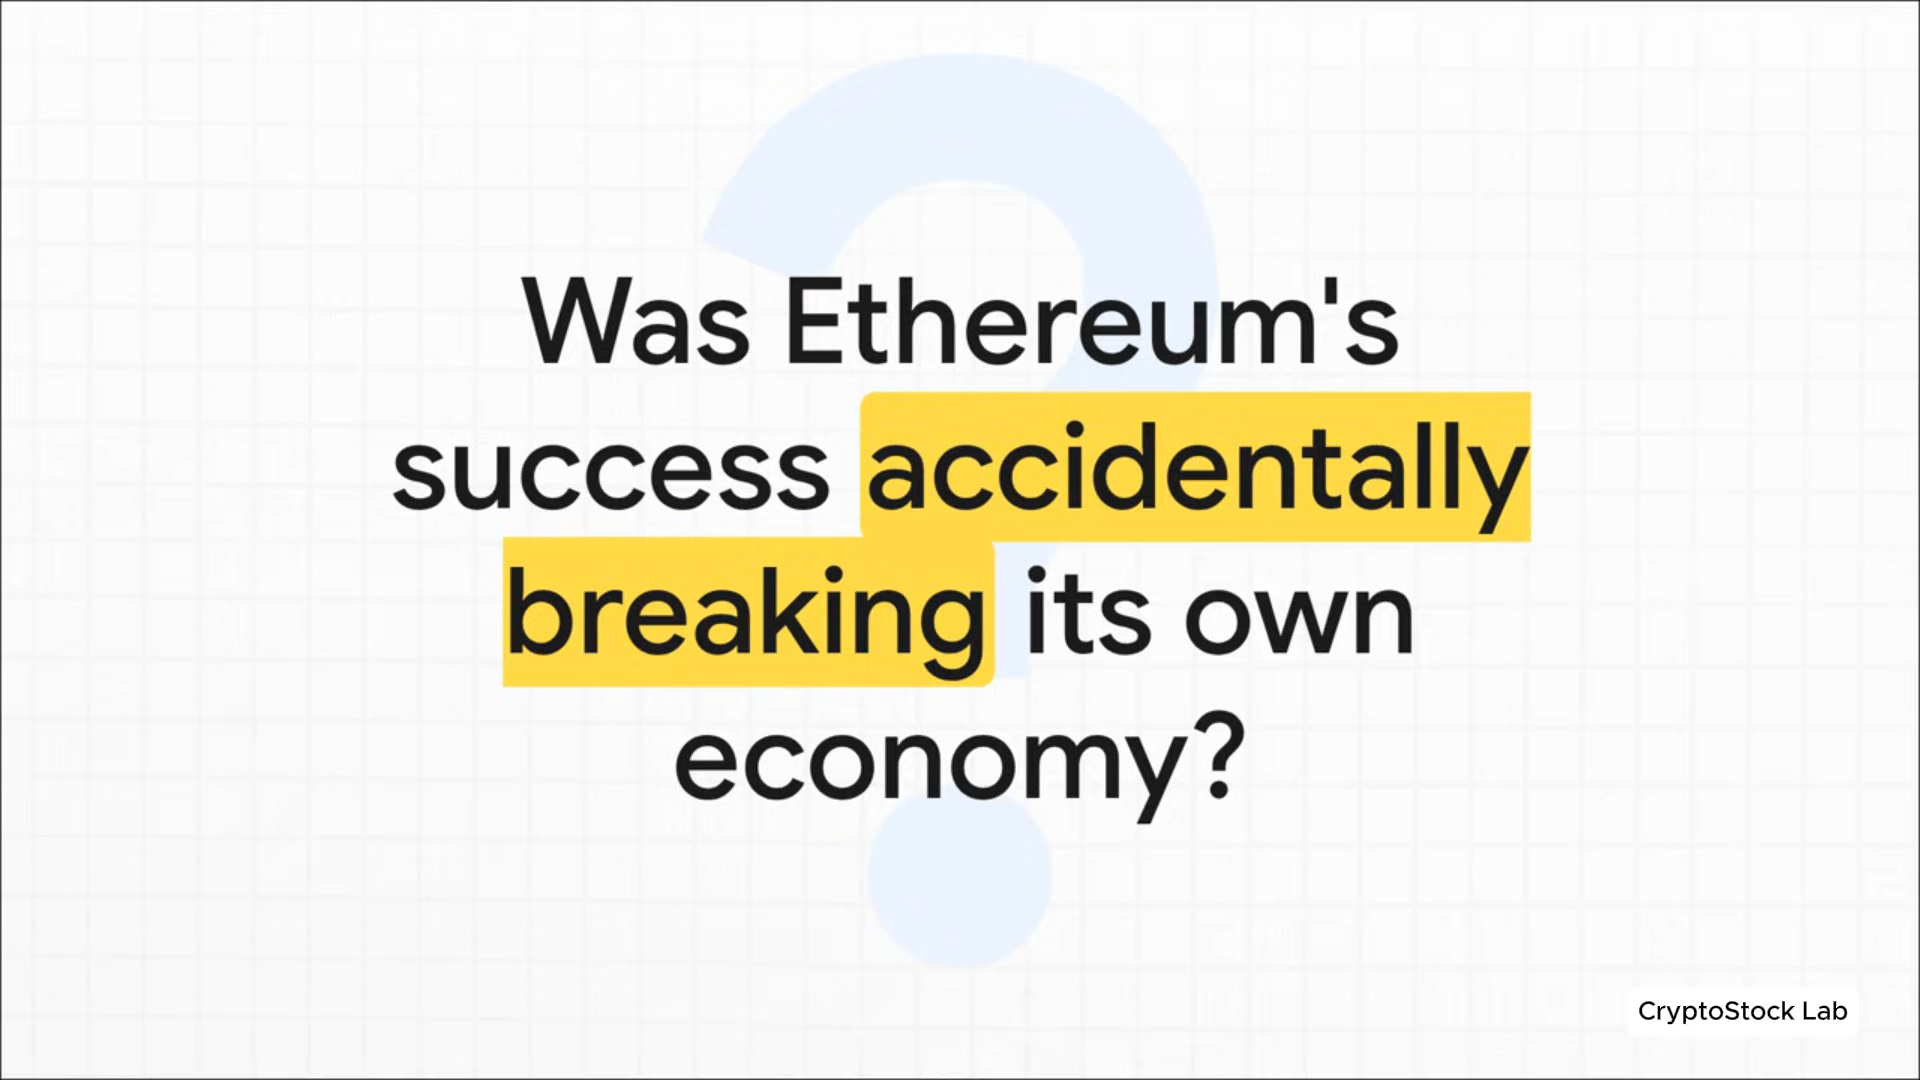 Was Ethereum's
success accidentally
breaking its own
economy?
CryptoStock Lab